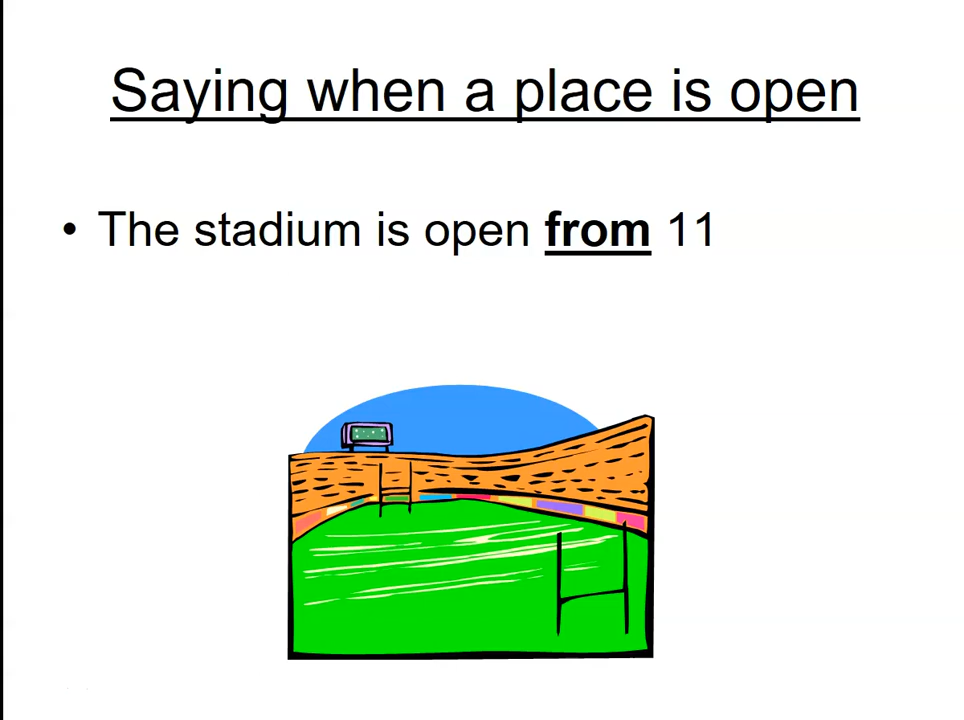 Saying when a place is open
• The stadium is open from 11